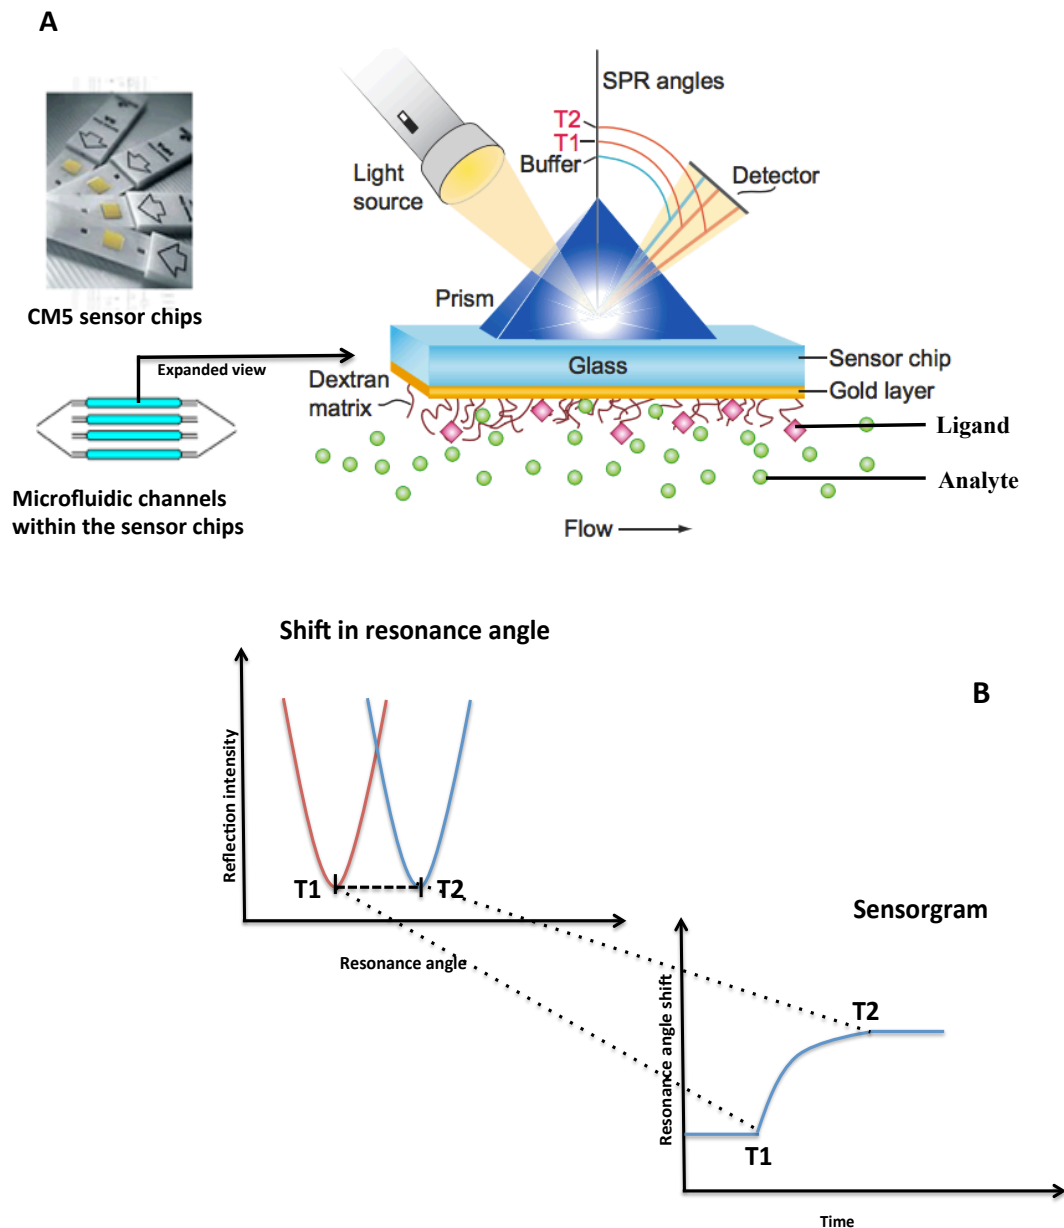 A
SPR angles
T2
T1
Buffer
Light
source
Detector
Prism
CM5 sensor chips
Expanded view
Glass
Sensor chip
Dextran
matrix
Gold layer
Ligand
Analyte
Microfluidic channels
within the sensor chips
Flow
Shift in resonance angle
B
Reflection intensity
T1
T2
Resonance angle
Sensorgram
Resonance angle shift
T2
T1
Time